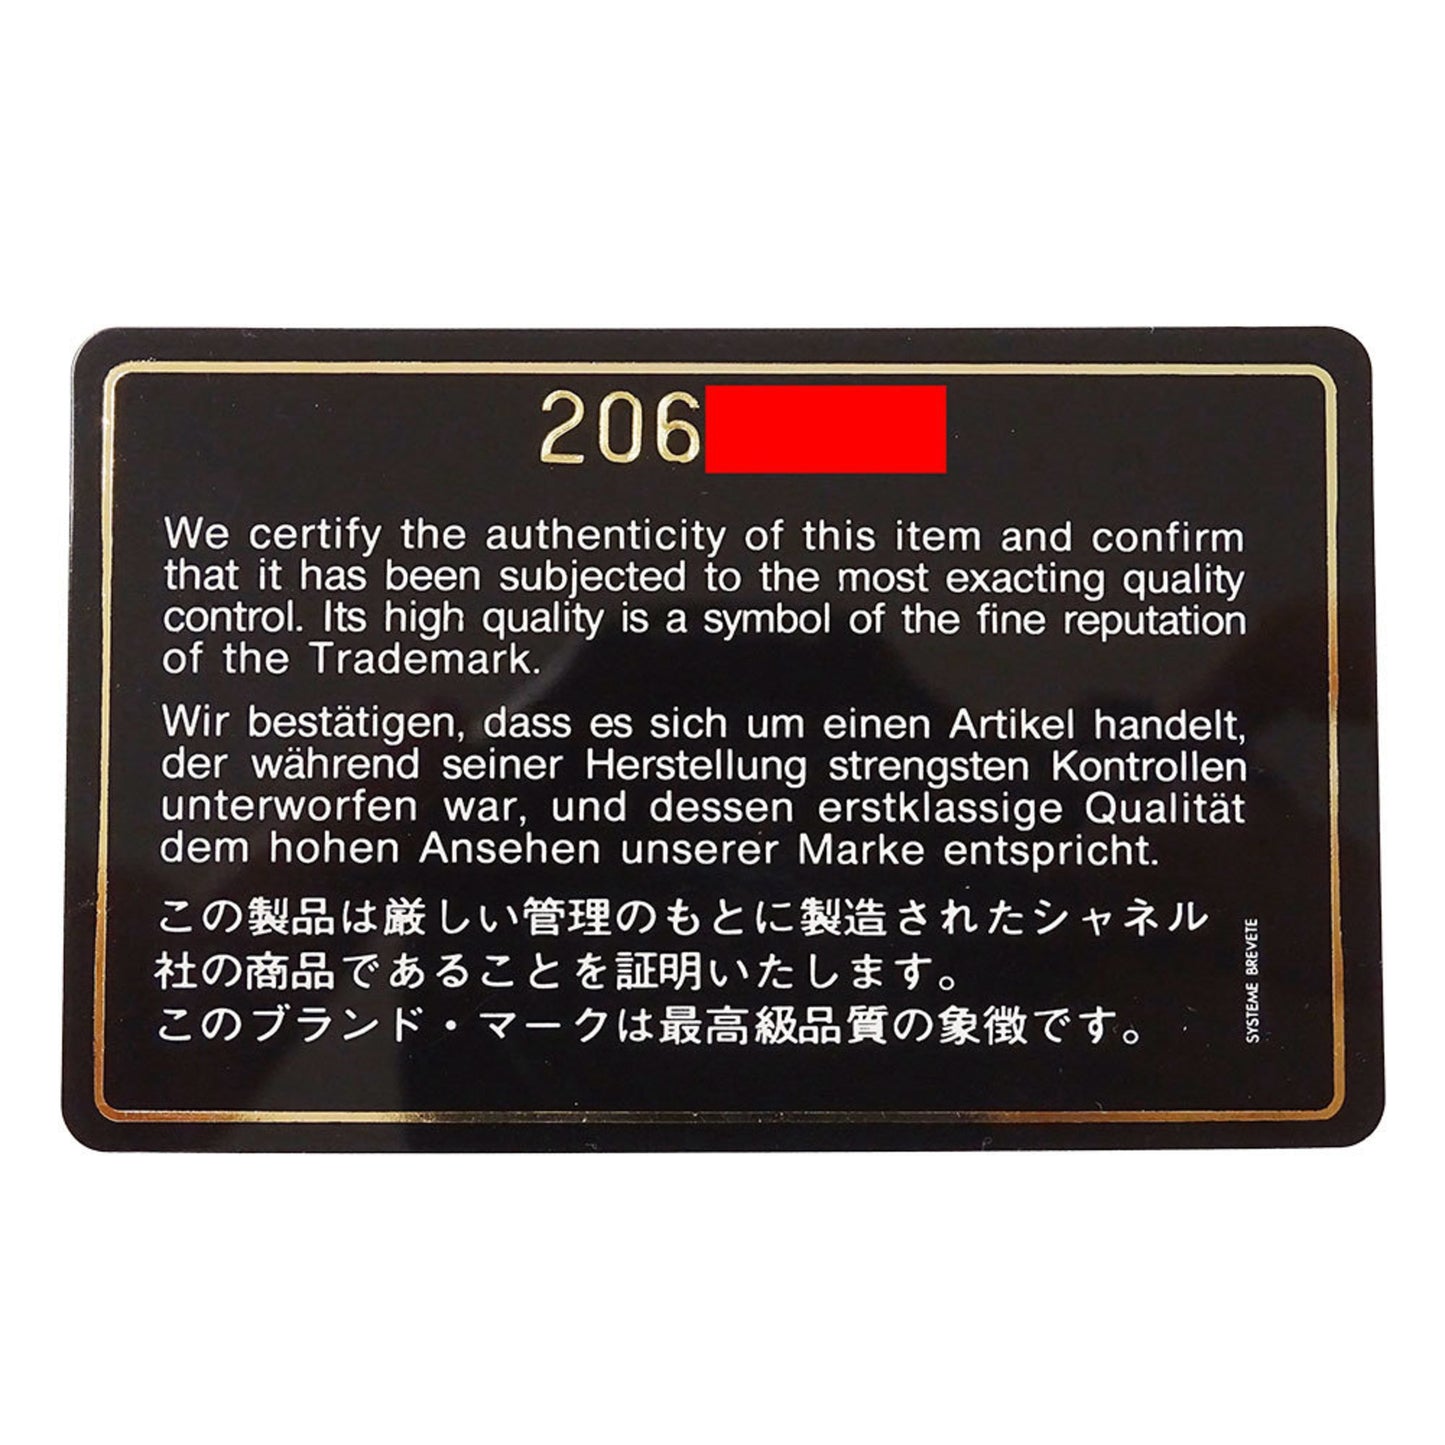 206
We certify the authenticity of this item and confirm
that it has been subjected to the most exacting quality
control. Its high quality is a symbol of the fine reputation
of the Trademark.
Wir bestätigen, dass es sich um einen Artikel handelt,
der während seiner Herstellung strengsten Kontrollen
unterworfen war, und dessen erstklassige Qualität
dem hohen Ansehen unserer Marke entspricht.
この製品は厳しい管理のもとに製造されたシャネル
社の商品であることを証明いたします。
このブランド・マークは最高級品質の象徴です。
SYSTEME BREVETE